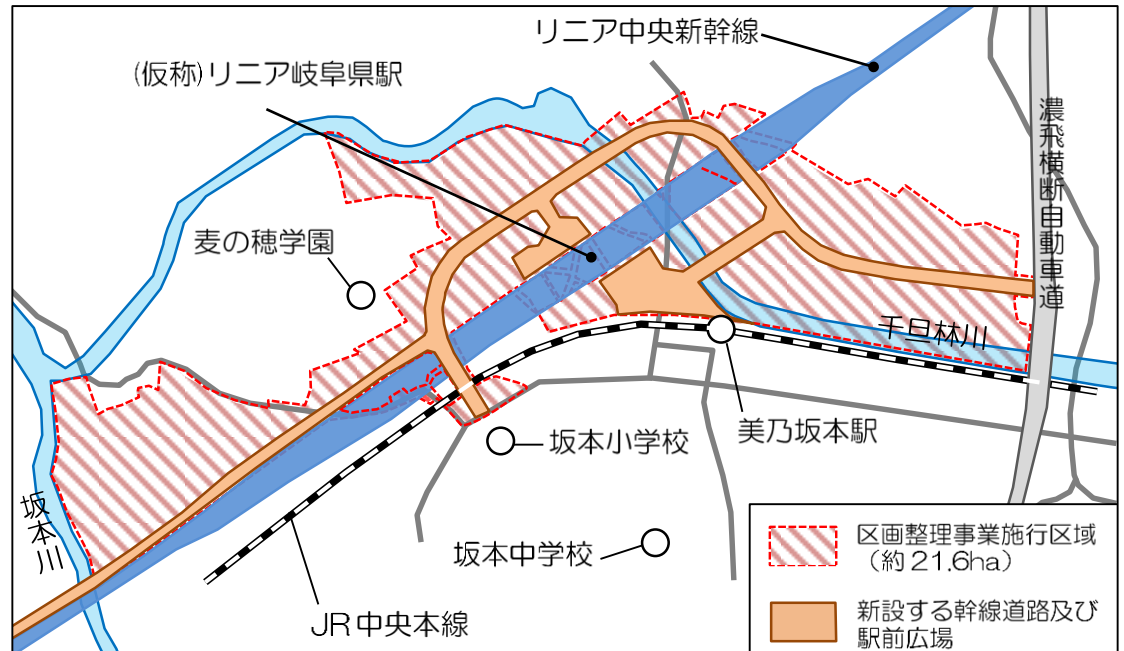 リニア中央新幹線
(仮称)リニア岐阜県駅
濃飛横断自動車道
麦の穂学園
千旦林川
美乃坂本駅
坂本小学校
坂本川
坂本中学校
JR中央本線
区画整理事業施行区域
(約21.6ha)
新設する幹線道路及び
駅前広場